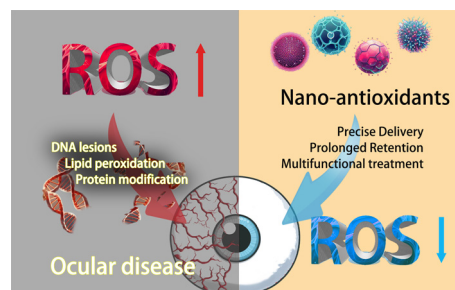 ROS
DNA lesions
Lipid peroxidation
Protein modification
Ocular disease
Nano-antioxidants
Precise Delivery
Prolonged Retention
Multifunctional treatment
ROS